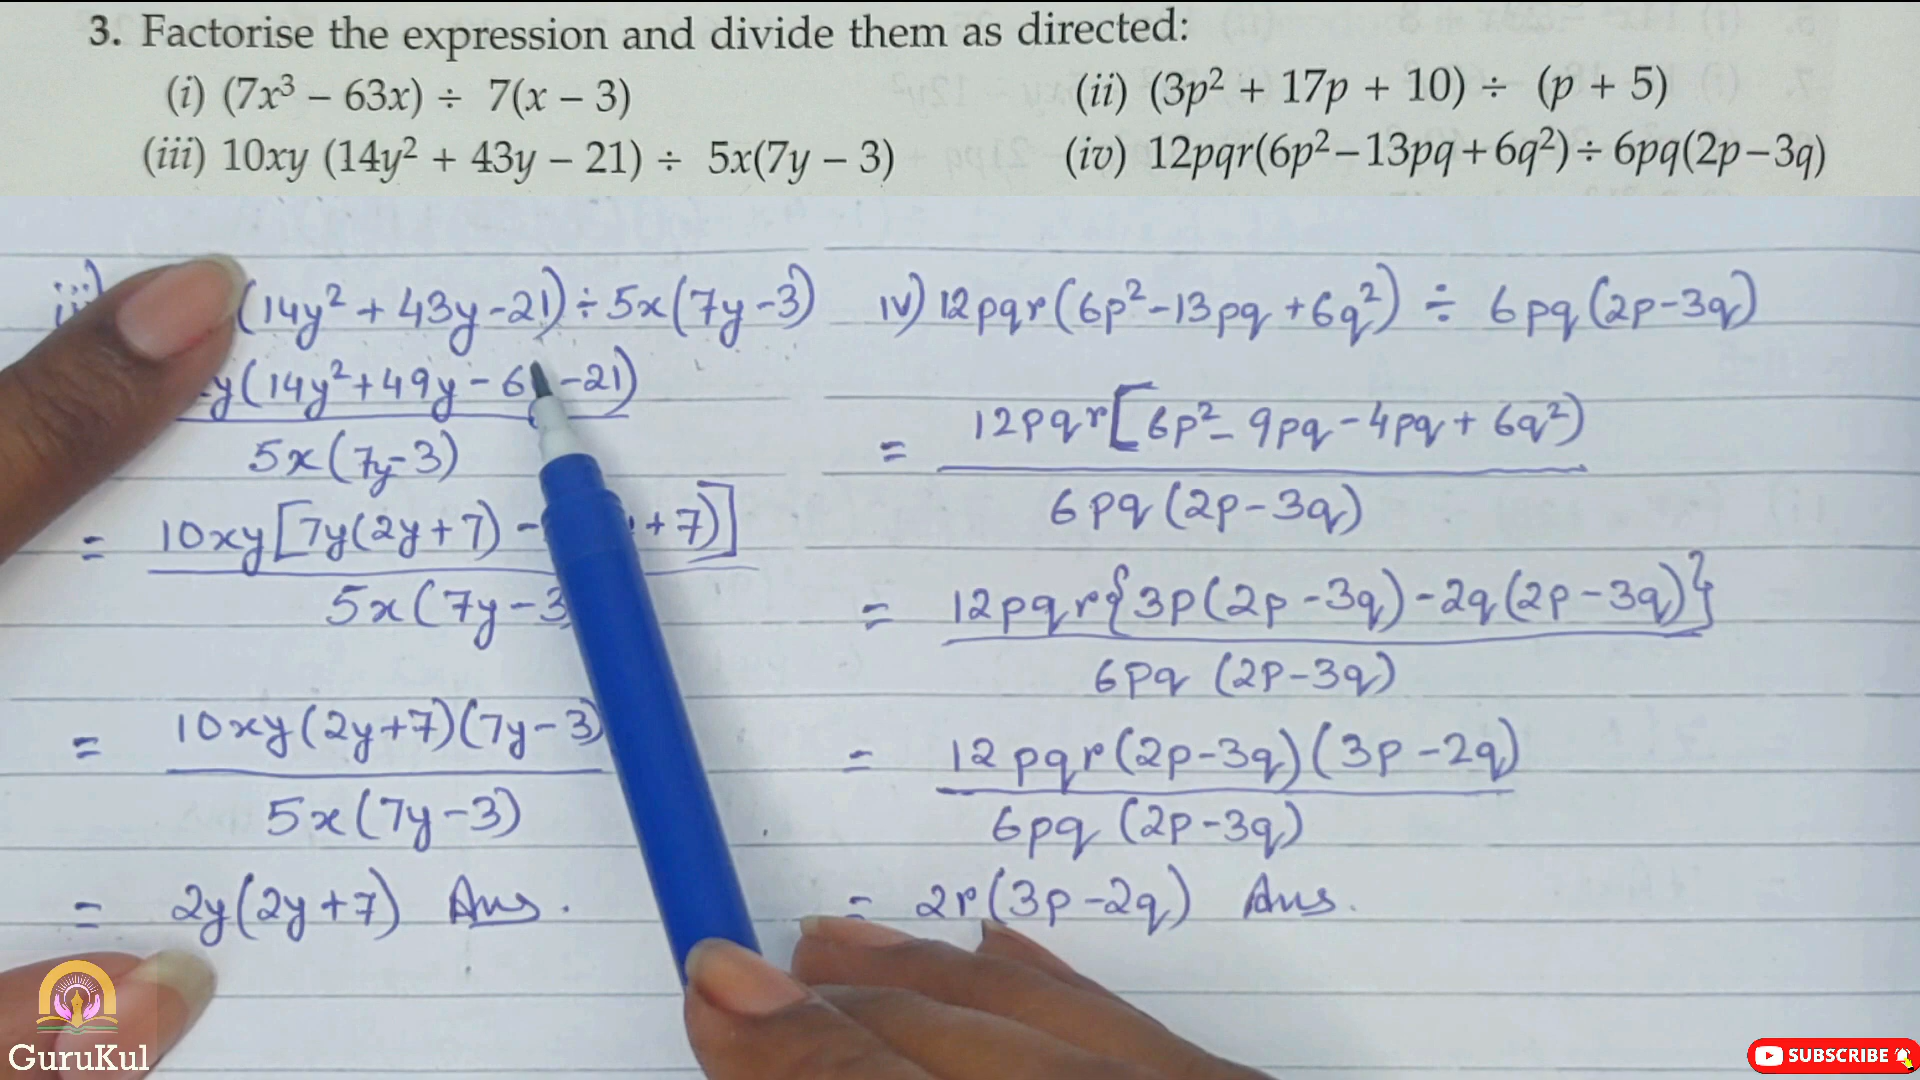 3. Factorise the expression and divide them as directed:
(i) (7x³ – 63x) ÷ 7(x – 3)
(ii) (3p² + 17p + 10) ÷ (p + 5)
(iii) 10xy (14y² + 43y – 21) ÷ 5x(7y – 3)
(iv) 12pqr(6p² – 13pq + 6q²) ÷ 6pq(2p – 3q)
iii) (14y² + 43y - 21) ÷ 5x(7y - 3)
y(14y² + 49y - 6 - 21)
5x(7y - 3)
= 10xy[7y(2y + 7) - + 7)]
5x(7y - 3
= 10xy(2y + 7)(7y - 3)
5x(7y - 3)
= 2y(2y + 7) Ans.
iv) 12pqr(6p² - 13pq + 6q²) ÷ 6pq(2p - 3q)
= 12pqr[6p² - 9pq - 4pq + 6q²)
6pq(2p - 3q)
= 12pqr{3p(2p - 3q) - 2q(2p - 3q)}
6pq (2p - 3q)
= 12pqr(2p - 3q)(3p - 2q)
6pq (2p - 3q)
= 2r(3p - 2q) Ans.
GuruKul
SUBSCRIBE